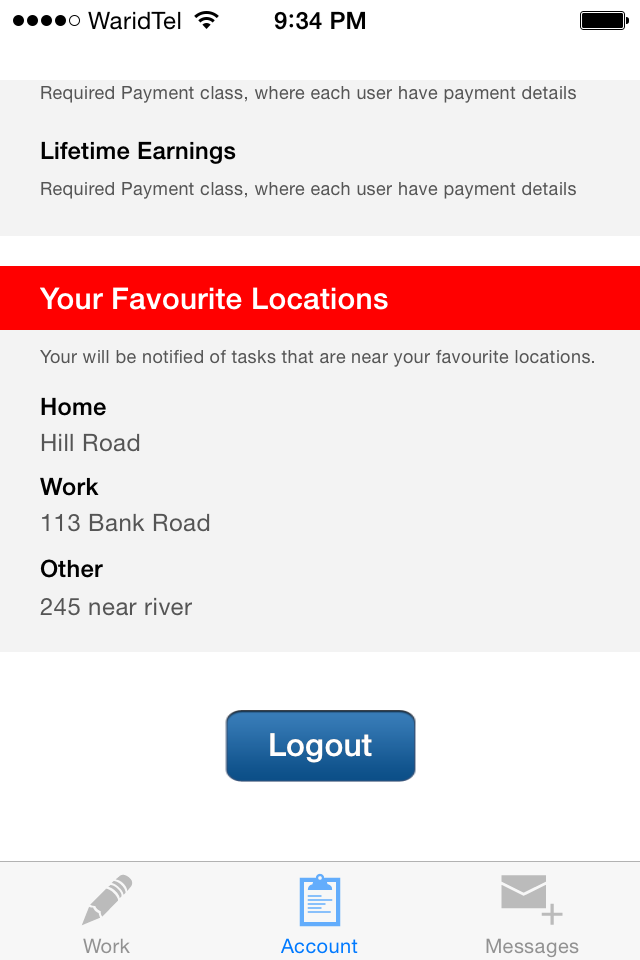 WaridTel 9:34 PM
Required Payment class, where each user have payment details
Lifetime Earnings
Required Payment class, where each user have payment details
Your Favourite Locations
Your will be notified of tasks that are near your favourite locations.
Home
Hill Road
Work
113 Bank Road
Other
245 near river
Logout
Work Account Messages